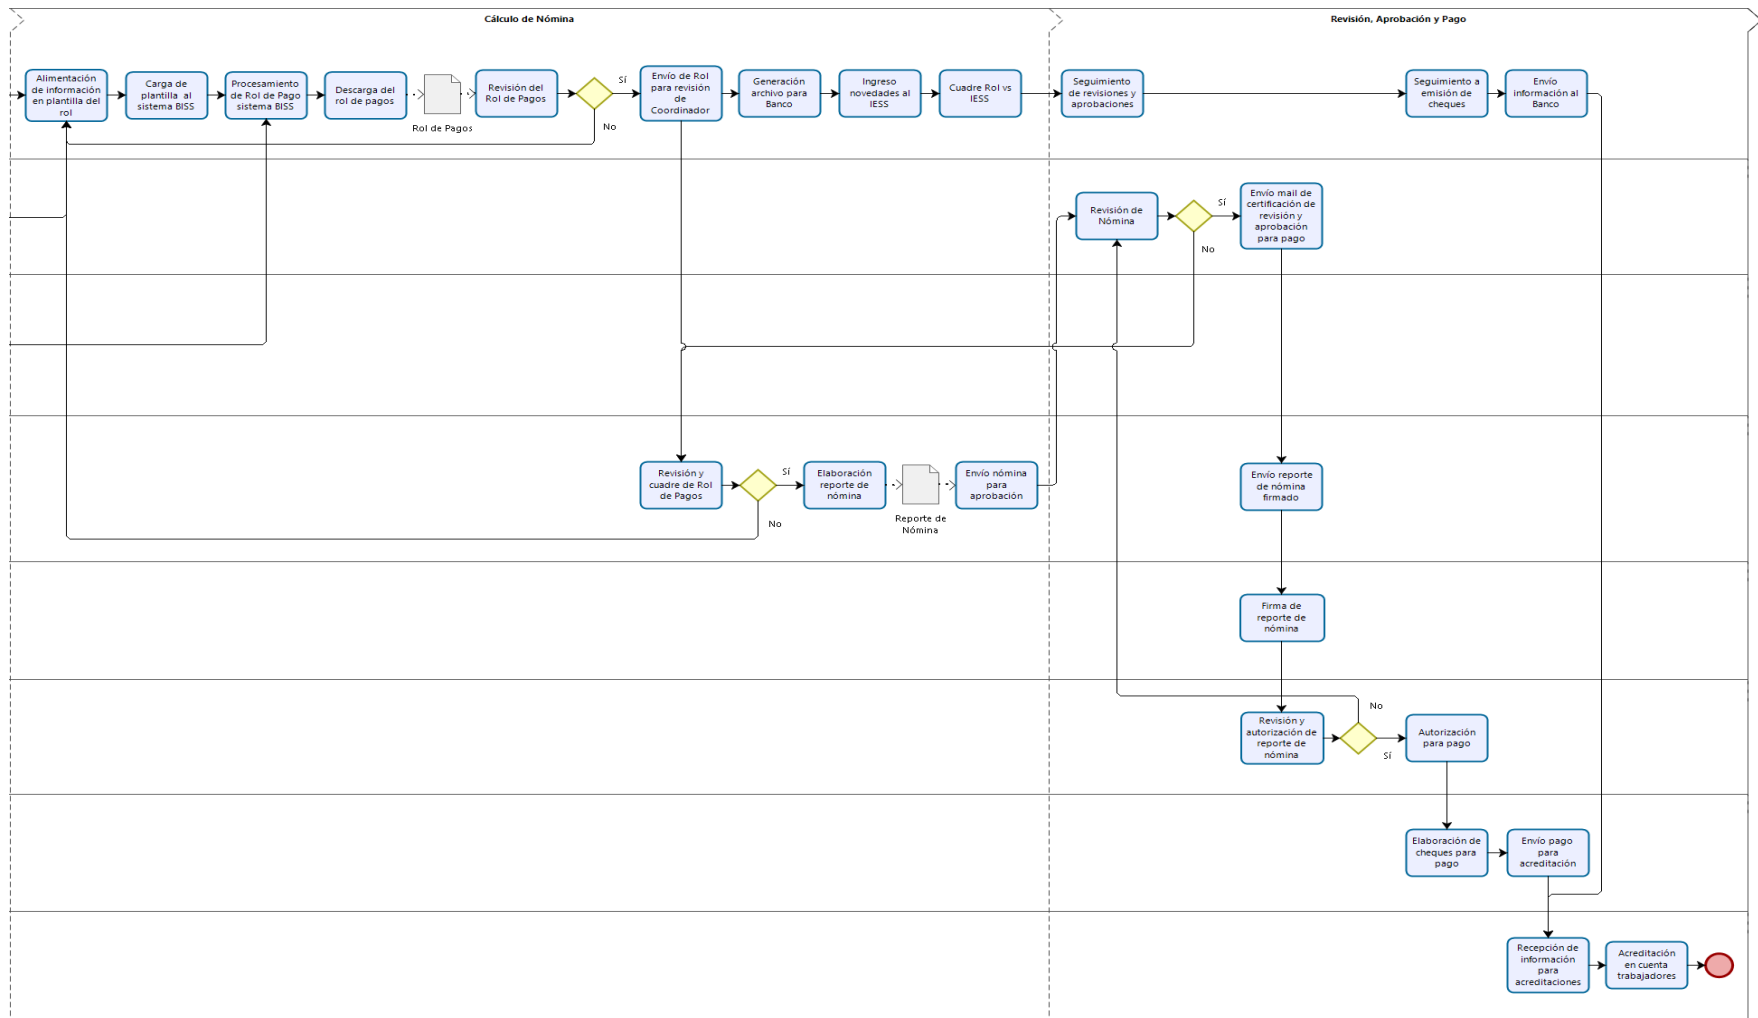 Cálculo de Nómina
Revisión, Aprobación y Pago
Alimentación
de información
en plantilla del
rol
Carga de
plantilla al
sistema BISS
Procesamiento
de Rol de Pago
sistema BISS
Descarga del
rol de pagos
Rol de Pagos
Revisión del
Rol de Pagos
Sí
No
Envío de Rol
para revisión
de
Coordinador
Generación
archivo para
Banco
Ingreso
novedades al
IESS
Cuadre Rol vs
IESS
Seguimiento
de revisiones y
aprobaciones
Seguimiento a
emisión de
cheques
Envío
información al
Banco
Revisión de
Nómina
Sí
No
Envío mail de
certificación de
revisión y
aprobación
para pago
Revisión y
cuadre de Rol
de Pagos
Sí
No
Elaboración
reporte de
nómina
Reporte de
Nómina
Envío nómina
para
aprobación
Envío reporte
de nómina
firmado
Firma de
reporte de
nómina
Revisión y
autorización de
reporte de
nómina
No
Sí
Autorización
para pago
Elaboración de
cheques para
pago
Envío pago
para
acreditación
Recepción de
información
para
acreditaciones
Acreditación
en cuenta
trabajadores